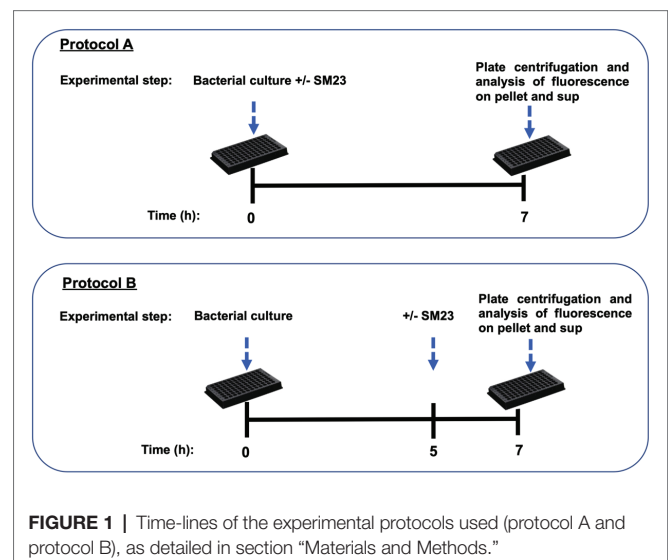 Protocol A
Experimental step: Bacterial culture +/- SM23
Plate centrifugation and
analysis of fluorescence
on pellet and sup
Time (h): 0 7
Protocol B
Experimental step: Bacterial culture +/- SM23
Plate centrifugation and
analysis of fluorescence
on pellet and sup
Time (h): 0 5 7
FIGURE 1 | Time-lines of the experimental protocols used (protocol A and
protocol B), as detailed in section “Materials and Methods.”